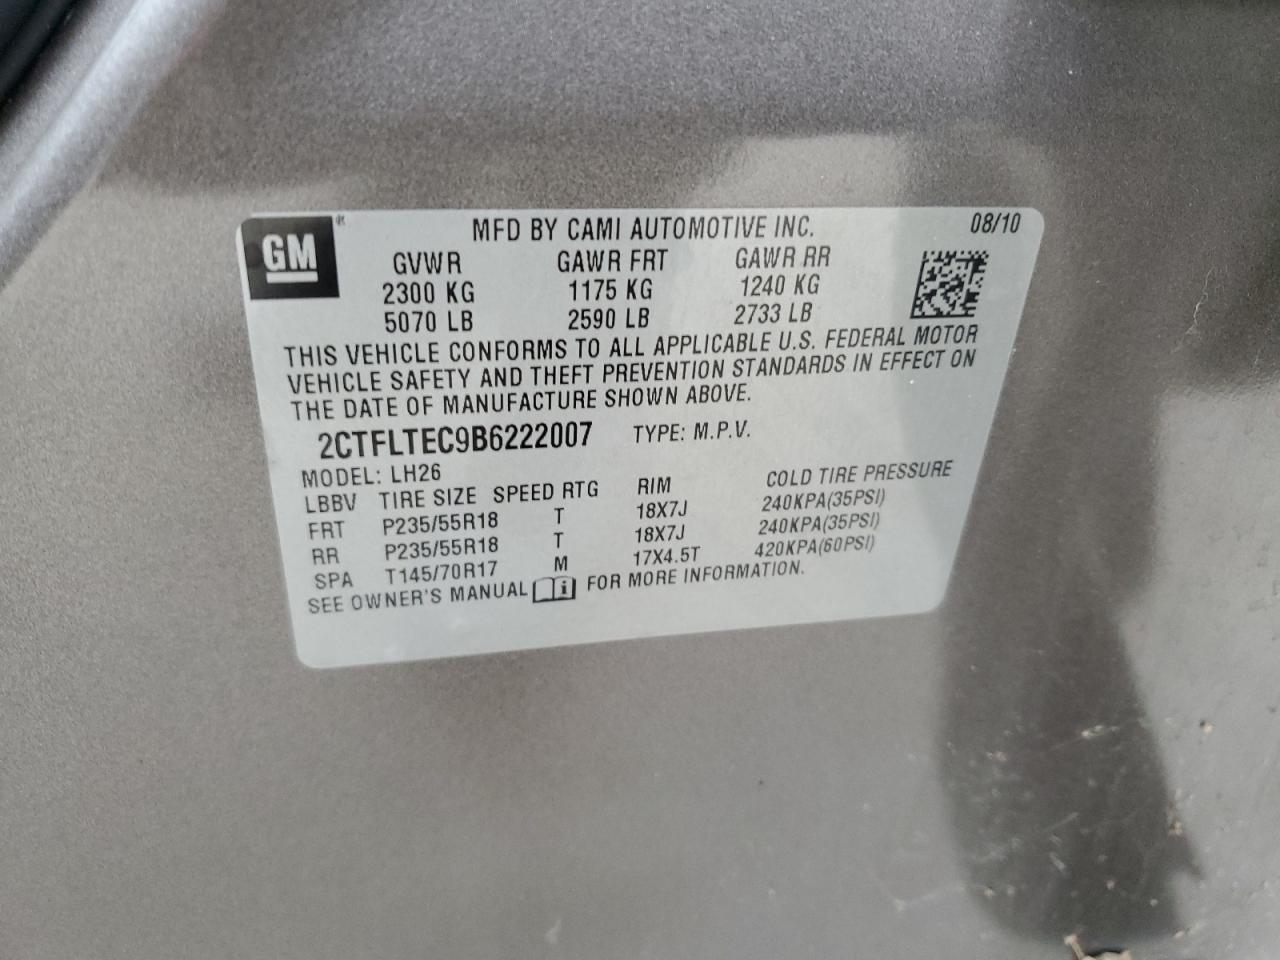 GM ® MFD BY CAMI AUTOMOTIVE INC. 08/10
GVWR GAWR FRT GAWR RR
2300 KG 1175 KG 1240 KG
5070 LB 2590 LB 2733 LB
THIS VEHICLE CONFORMS TO ALL APPLICABLE U.S. FEDERAL MOTOR
VEHICLE SAFETY AND THEFT PREVENTION STANDARDS IN EFFECT ON
THE DATE OF MANUFACTURE SHOWN ABOVE.
2CTFLTEC9B6222007 TYPE: M.P.V.
MODEL: LH26
LBBV TIRE SIZE SPEED RTG RIM COLD TIRE PRESSURE
FRT P235/55R18 T 18X7J 240KPA(35PSI)
RR P235/55R18 T 18X7J 240KPA(35PSI)
SPA T145/70R17 M 17X4.5T 420KPA(60PSI)
SEE OWNER'S MANUAL i FOR MORE INFORMATION.